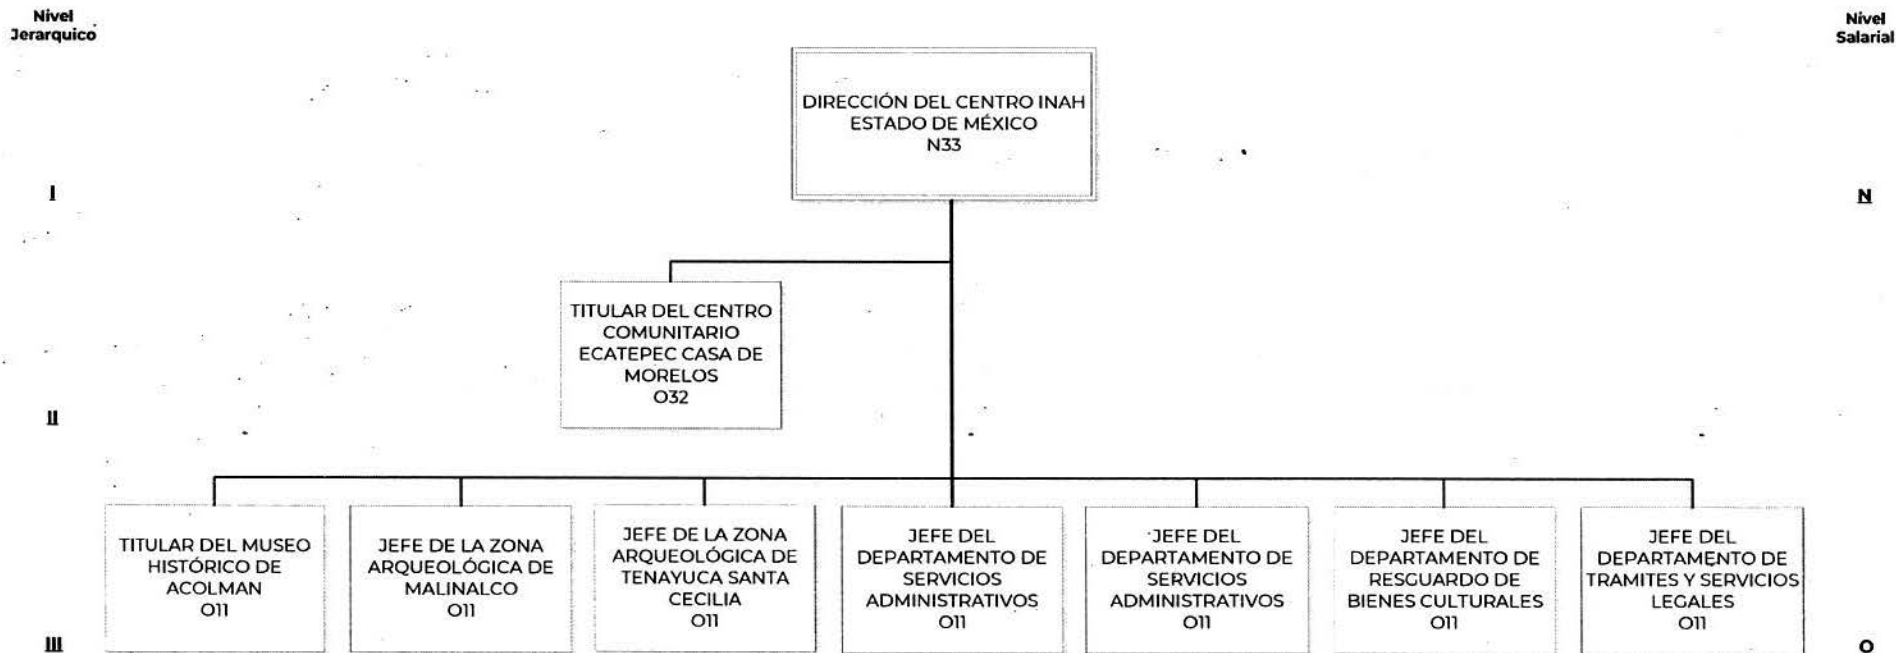 Nivel
Jerarquico
Nivel
Salarial
DIRECCIÓN DEL CENTRO INAH
ESTADO DE MÉXICO
N33
I
N
TITULAR DEL CENTRO
COMUNITARIO
ECATEPEC CASA DE
MORELOS
O32
II
TITULAR DEL MUSEO
HISTÓRICO DE
ACOLMAN
O11
JEFE DE LA ZONA
ARQUEOLÓGICA DE
MALINALCO
O11
JEFE DE LA ZONA
ARQUEOLÓGICA DE
TENAYUCA SANTA
CECILIA
O11
JEFE DEL
DEPARTAMENTO DE
SERVICIOS
ADMINISTRATIVOS
O11
JEFE DEL
DEPARTAMENTO DE
SERVICIOS
ADMINISTRATIVOS
O11
JEFE DEL
DEPARTAMENTO DE
RESGUARDO DE
BIENES CULTURALES
O11
JEFE DEL
DEPARTAMENTO DE
TRAMITES Y SERVICIOS
LEGALES
O11
III
O